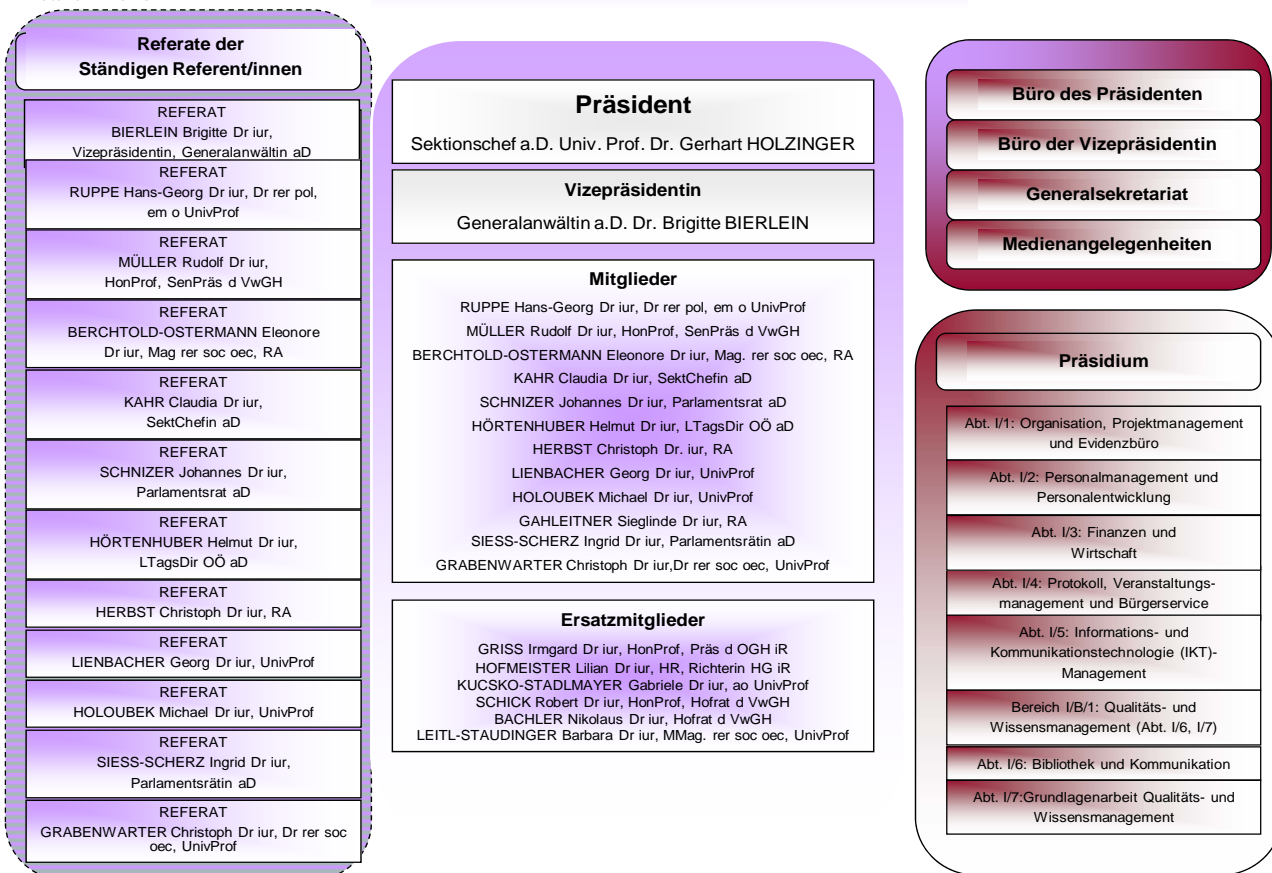 Referate der
Ständigen Referent/innen
REFERAT
BIERLEIN Brigitte Dr iur,
Vizepräsidentin, Generalanwältin aD
REFERAT
RUPPE Hans-Georg Dr iur, Dr rer pol,
em o UnivProf
REFERAT
MÜLLER Rudolf Dr iur,
HonProf, SenPräs d VwGH
REFERAT
BERCHTOLD-OSTERMANN Eleonore
Dr iur, Mag rer soc oec, RA
REFERAT
KAHR Claudia Dr iur,
SektChefin aD
REFERAT
SCHNIZER Johannes Dr iur,
Parlamentsrat aD
REFERAT
HÖRTENHUBER Helmut Dr iur,
LTagsDir OÖ aD
REFERAT
HERBST Christoph Dr iur, RA
REFERAT
LIENBACHER Georg Dr iur, UnivProf
REFERAT
HOLOUBEK Michael Dr iur, UnivProf
REFERAT
SIESS-SCHERZ Ingrid Dr iur,
Parlamentsrätin aD
REFERAT
GRABENWARTER Christoph Dr iur, Dr rer soc
oec, UnivProf
Präsident
Sektionschef a.D. Univ. Prof. Dr. Gerhart HOLZINGER
Vizepräsidentin
Generalanwältin a.D. Dr. Brigitte BIERLEIN
Mitglieder
RUPPE Hans-Georg Dr iur, Dr rer pol, em o UnivProf
MÜLLER Rudolf Dr iur, HonProf, SenPräs d VwGH
BERCHTOLD-OSTERMANN Eleonore Dr iur, Mag. rer soc oec, RA
KAHR Claudia Dr iur, SektChefin aD
SCHNIZER Johannes Dr iur, Parlamentsrat aD
HÖRTENHUBER Helmut Dr iur, LTagsDir OÖ aD
HERBST Christoph Dr. iur, RA
LIENBACHER Georg Dr iur, UnivProf
HOLOUBEK Michael Dr iur, UnivProf
GAHLEITNER Sieglinde Dr iur, RA
SIESS-SCHERZ Ingrid Dr iur, Parlamentsrätin aD
GRABENWARTER Christoph Dr iur,Dr rer soc oec, UnivProf
Ersatzmitglieder
GRISS Irmgard Dr iur, HonProf, Präs d OGH iR
HOFMEISTER Lilian Dr iur, HR, Richterin HG iR
KUCSKO-STADLMAYER Gabriele Dr iur, ao UnivProf
SCHICK Robert Dr iur, HonProf, Hofrat d VwGH
BACHLER Nikolaus Dr iur, Hofrat d VwGH
LEITL-STAUDINGER Barbara Dr iur, MMag. rer soc oec, UnivProf
Büro des Präsidenten
Büro der Vizepräsidentin
Generalsekretariat
Medienangelegenheiten
Präsidium
Abt. I/1: Organisation, Projektmanagement
und Evidenzbüro
Abt. I/2: Personalmanagement und
Personalentwicklung
Abt. I/3: Finanzen und
Wirtschaft
Abt. I/4: Protokoll, Veranstaltungs-
management und Bürgerservice
Abt. I/5: Informations- und
Kommunikationstechnologie (IKT)-
Management
Bereich I/B/1: Qualitäts- und
Wissensmanagement (Abt. I/6, I/7)
Abt. I/6: Bibliothek und Kommunikation
Abt. I/7:Grundlagenarbeit Qualitäts- und
Wissensmanagement